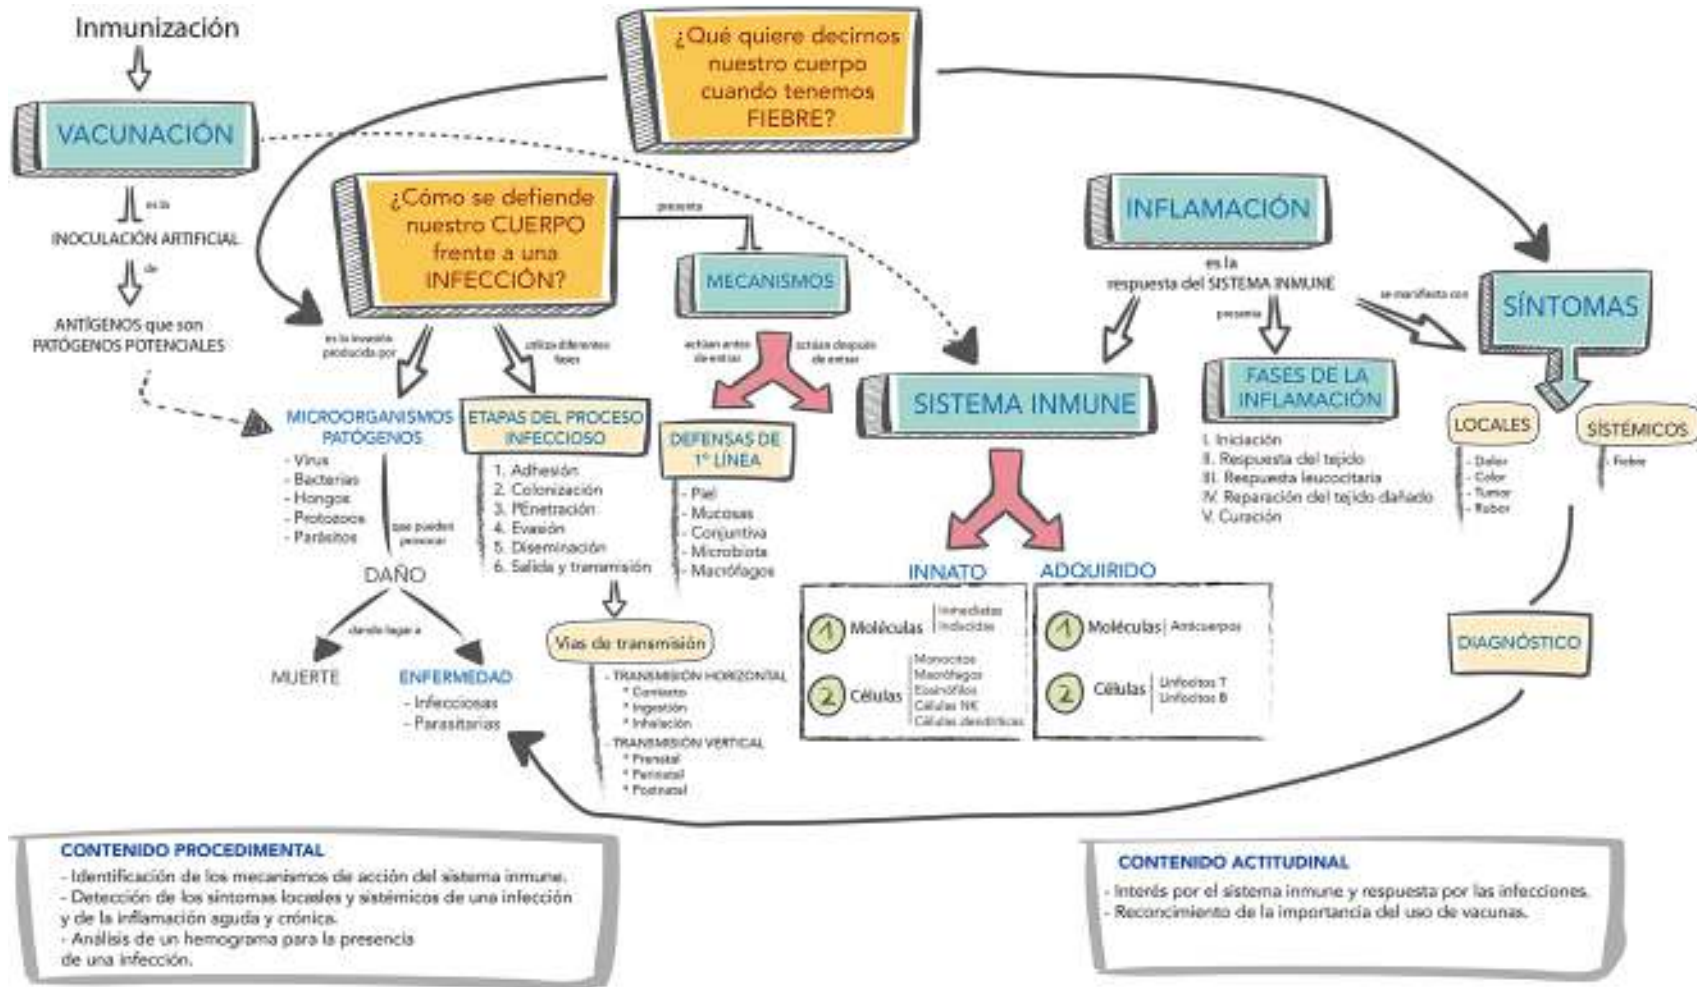 Inmunización
VACUNACIÓN
es la
INOCULACIÓN ARTIFICIAL
de
ANTÍGENOS que son
PATÓGENOS POTENCIALES
¿Qué quiere decirnos
nuestro cuerpo
cuando tenemos
FIEBRE?
¿Cómo se defiende
nuestro CUERPO
frente a una
INFECCIÓN?
presenta
MECANISMOS
actúan antes
de entrar
actúan después
de entrar
es la invasión
producida por
utiliza diferentes
fases
MICROORGANISMOS
PATÓGENOS
- Virus
- Bacterias
- Hongos
- Protozoos
- Parásitos
que pueden
provocar
DAÑO
dando lugar a
MUERTE
ENFERMEDAD
- Infecciosas
- Parasitarias
ETAPAS DEL PROCESO
INFECCIOSO
1. Adhesión
2. Colonización
3. PEnetración
4. Evasión
5. Diseminación
6. Salida y transmisión
Vias de transmisión
- TRANSMISIÓN HORIZONTAL
* Contacto
* Ingestión
* Inhalación
- TRANSMISIÓN VERTICAL
* Prenatal
* Perinatal
* Postnatal
DEFENSAS DE
1º LÍNEA
- Piel
- Mucosas
- Conjuntiva
- Microbiota
- Macrófagos
SISTEMA INMUNE
INNATO
1 Moléculas
Inmediatas
Inducidas
2 Células
Monocitos
Macrófagos
Eosinófilos
Células NK
Células dendríticas
ADQUIRIDO
1 Moléculas
Anticuerpos
2 Células
Linfocitos T
Linfocitos B
INFLAMACIÓN
es la
respuesta del SISTEMA INMUNE
presenta
se manifiesta con
FASES DE LA
INFLAMACIÓN
I. Iniciación
II. Respuesta del tejido
III. Respuesta leucocitaria
IV. Reparación del tejido dañado
V. Curación
SÍNTOMAS
LOCALES
- Dolor
- Calor
- Tumor
- Rubor
SÍSTÉMICOS
- Fiebre
DIAGNÓSTICO
CONTENIDO PROCEDIMENTAL
- Identificación de los mecanismos de acción del sistema inmune.
- Detección de los síntomas locales y sistémicos de una infección
y de la inflamación aguda y crónica.
- Análisis de un hemograma para la presencia
de una infección.
CONTENIDO ACTITUDINAL
- Interés por el sistema inmune y respuesta por las infecciones.
- Reconcimiento de la importancia del uso de vacunas.